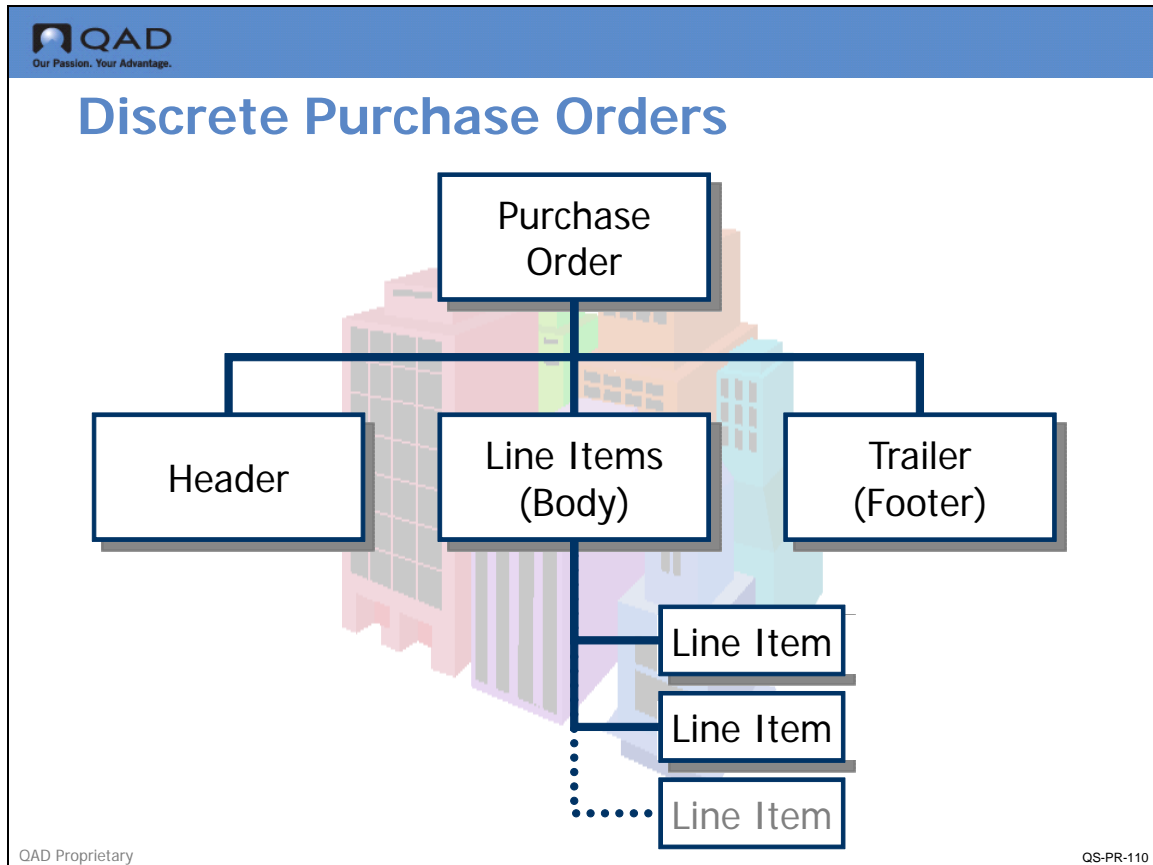 QAD
Our Passion. Your Advantage.
Discrete Purchase Orders
Purchase
Order
Header
Line Items
(Body)
Trailer
(Footer)
Line Item
Line Item
Line Item
QAD Proprietary
QS-PR-110